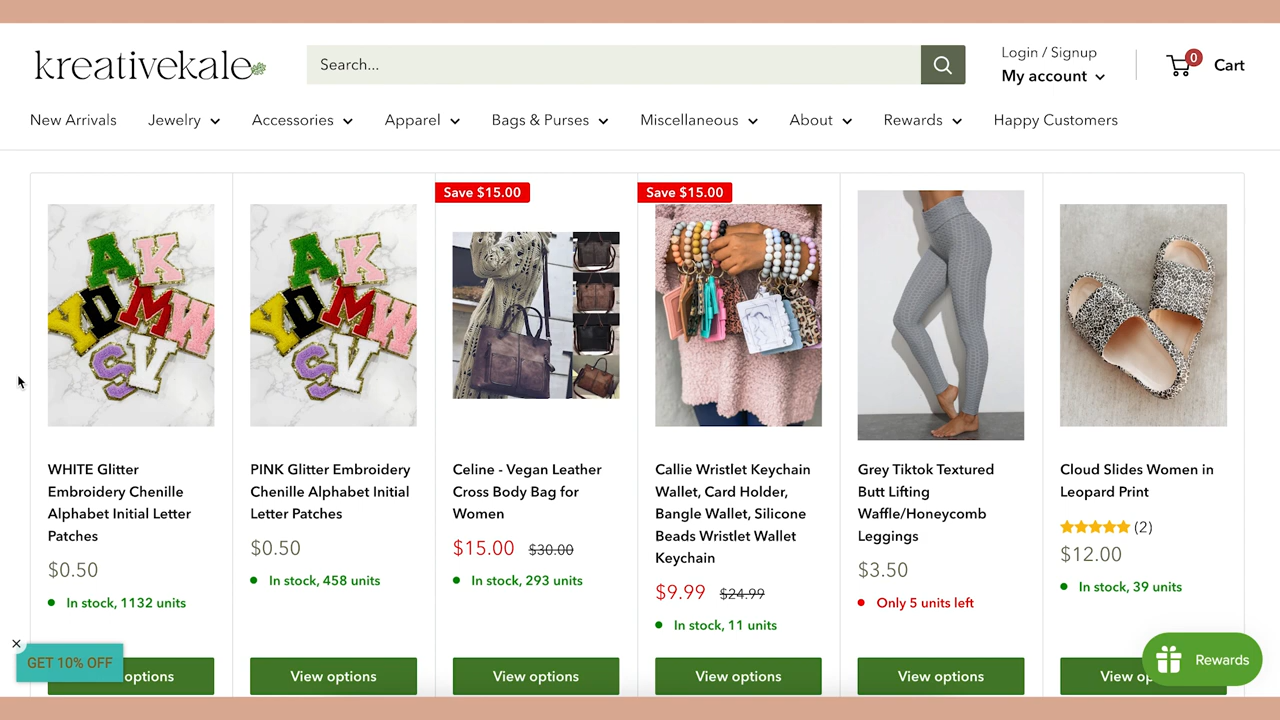 kreativekale
Search...
Login / Signup
My account
0
Cart
New Arrivals
Jewelry
Accessories
Apparel
Bags & Purses
Miscellaneous
About
Rewards
Happy Customers
Save $15.00
Save $15.00
A K
Y D M W
S V
A K
Y D M W
S V
WHITE Glitter
Embroidery Chenille
Alphabet Initial Letter
Patches
$0.50
In stock, 1132 units
PINK Glitter Embroidery
Chenille Alphabet Initial
Letter Patches
$0.50
In stock, 458 units
Celine - Vegan Leather
Cross Body Bag for
Women
$15.00 $30.00
In stock, 293 units
Callie Wristlet Keychain
Wallet, Card Holder,
Bangle Wallet, Silicone
Beads Wristlet Wallet
Keychain
$9.99 $24.99
In stock, 11 units
Grey Tiktok Textured
Butt Lifting
Waffle/Honeycomb
Leggings
$3.50
Only 5 units left
Cloud Slides Women in
Leopard Print
(2)
$12.00
In stock, 39 units
GET 10% OFF
options
View options
View options
View options
View options
View op
Rewards